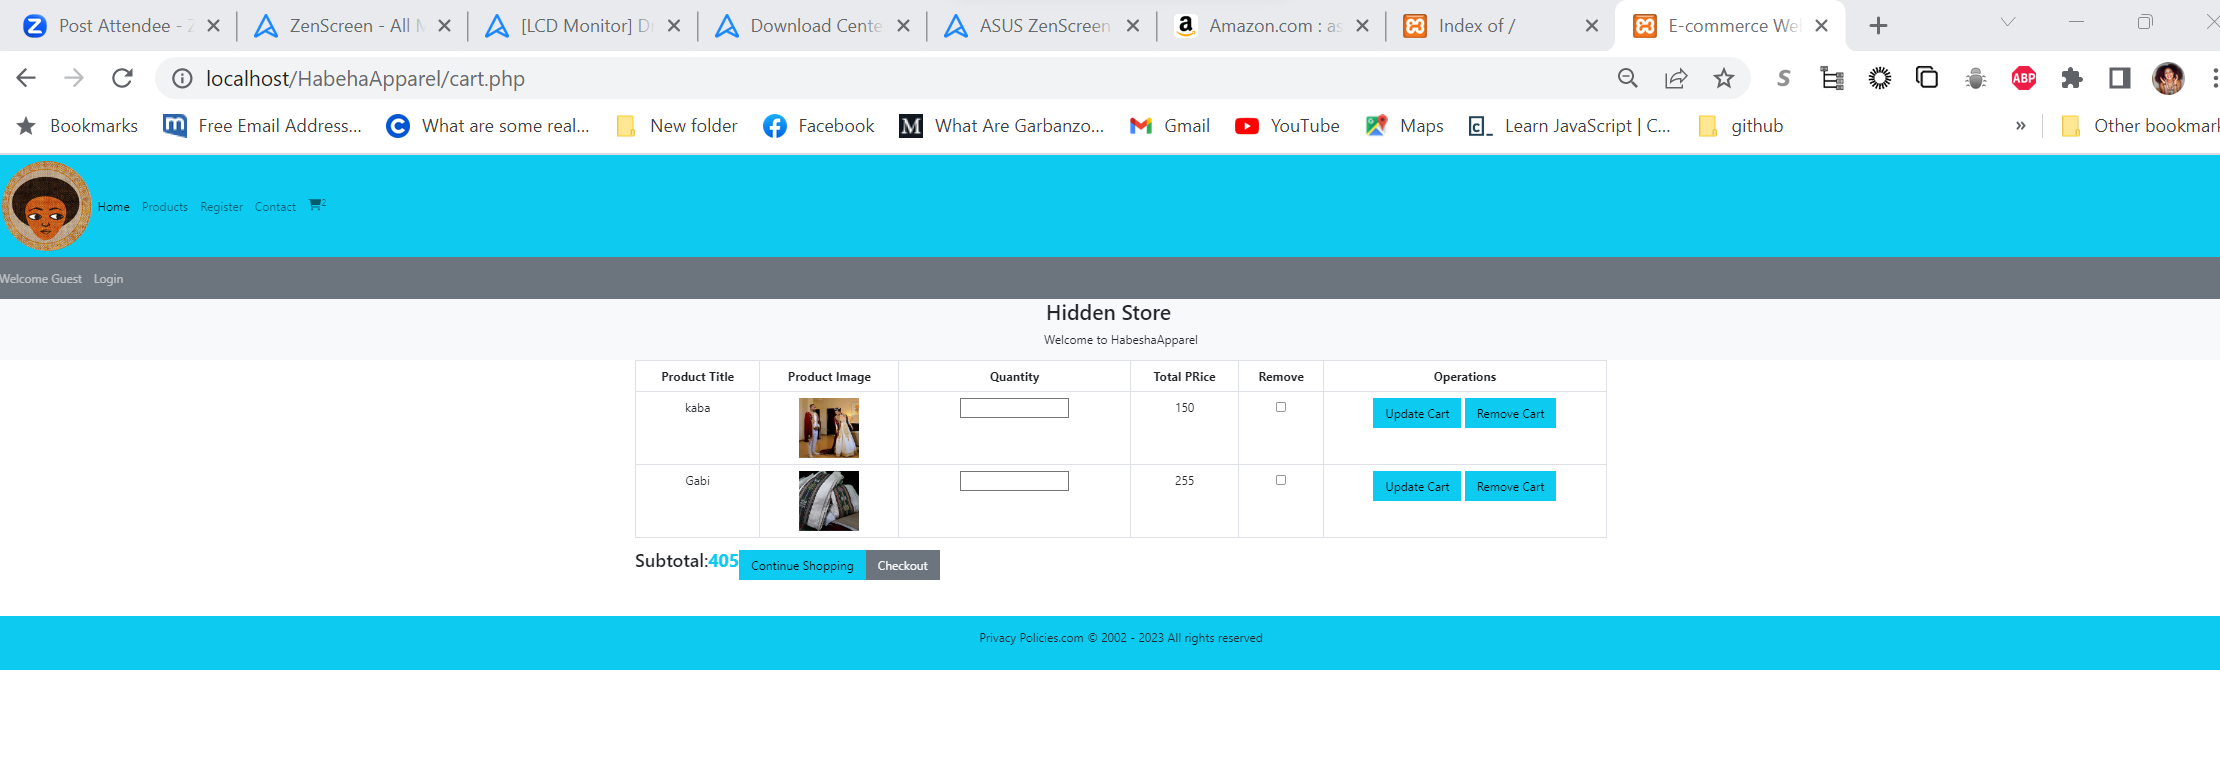 Post Attendee - Z
ZenScreen - All M
[LCD Monitor] Dr
Download Cente
ASUS ZenScreen
Amazon.com : as
Index of /
E-commerce We
localhost/HabehaApparel/cart.php
S
ABP
Bookmarks
Free Email Address...
What are some real...
New folder
Facebook
What Are Garbanzo...
Gmail
YouTube
Maps
Learn JavaScript | C...
github
»
Other bookmark
Home Products Register Contact 2
Welcome Guest Login
Hidden Store
Welcome to HabeshaApparel
Product Title Product Image Quantity Total PRice Remove Operations
kaba 150 Update Cart Remove Cart
Gabi 255 Update Cart Remove Cart
Subtotal:405 Continue Shopping Checkout
Privacy Policies.com © 2002 - 2023 All rights reserved